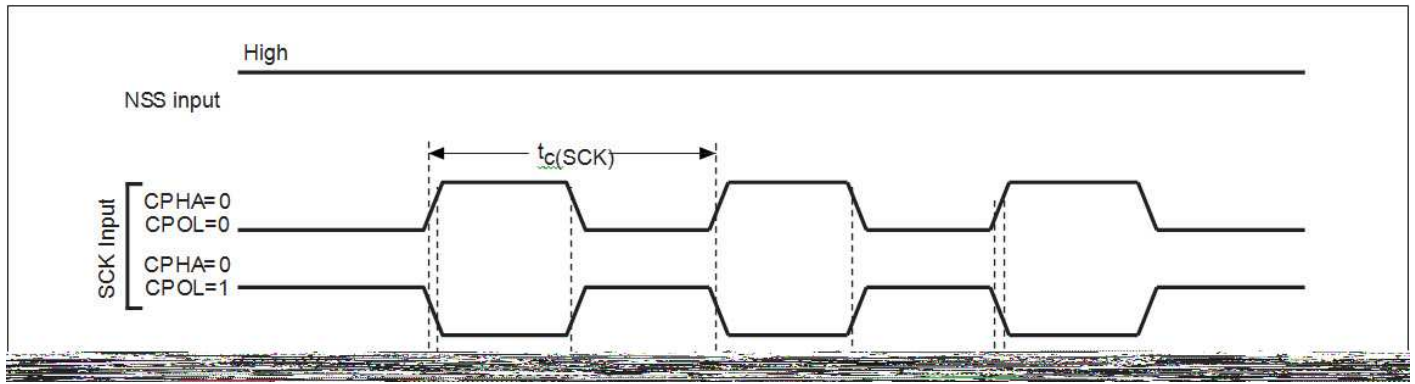 High
NSS input
tc(SCK)
SCK Input
CPHA=0
CPOL=0
CPHA=0
CPOL=1